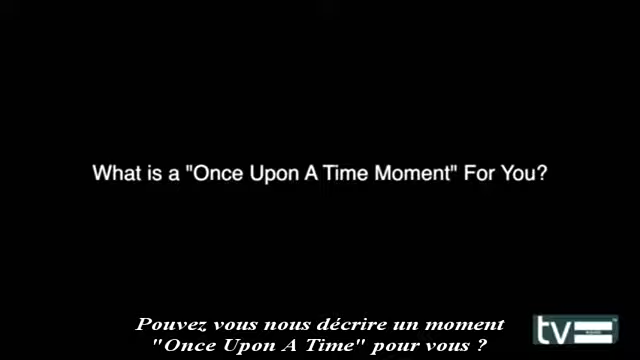 What is a "Once Upon A Time Moment" For You?
Pouvez vous nous décrire un moment
"Once Upon A Time" pour vous ?
tv